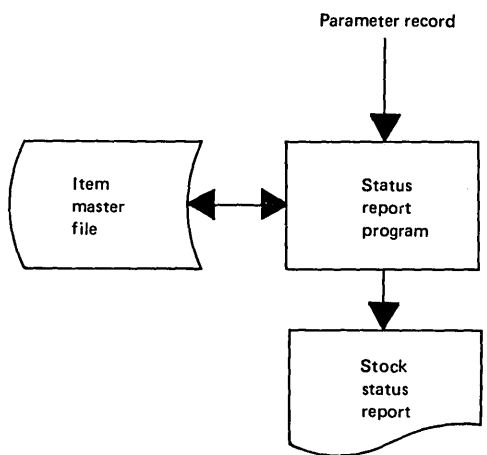 Parameter record
Item
master
file
Status
report
program
Stock
status
report